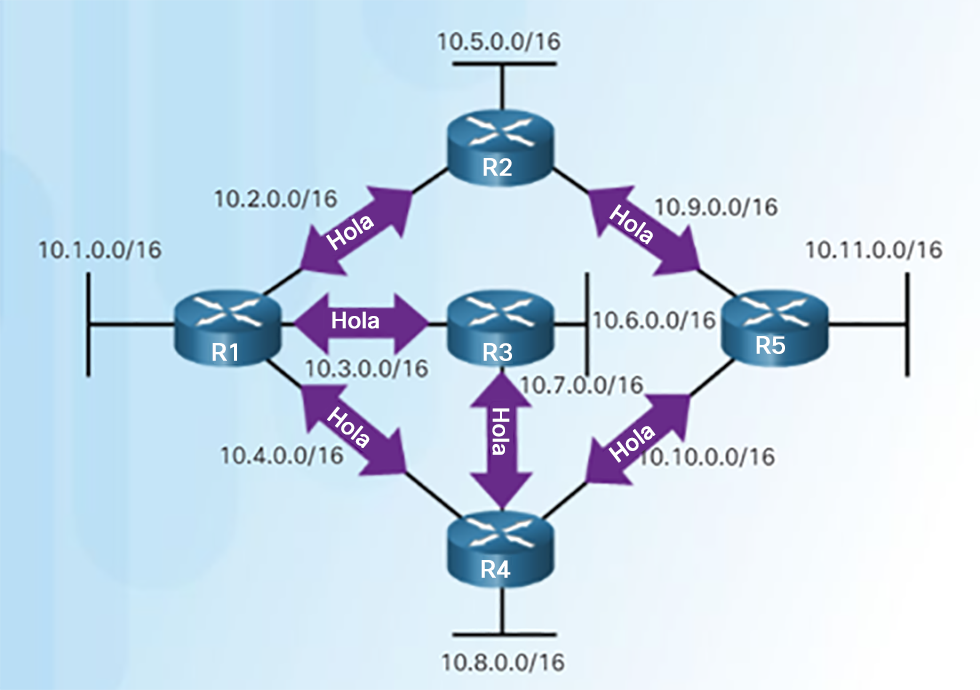 10.5.0.0/16
R2
10.2.0.0/16
Hola
Hola
10.9.0.0/16
10.1.0.0/16
10.11.0.0/16
R1
Hola
R3
10.6.0.0/16
R5
10.3.0.0/16
10.7.0.0/16
Hola
Hola
Hola
10.4.0.0/16
10.10.0.0/16
R4
10.8.0.0/16